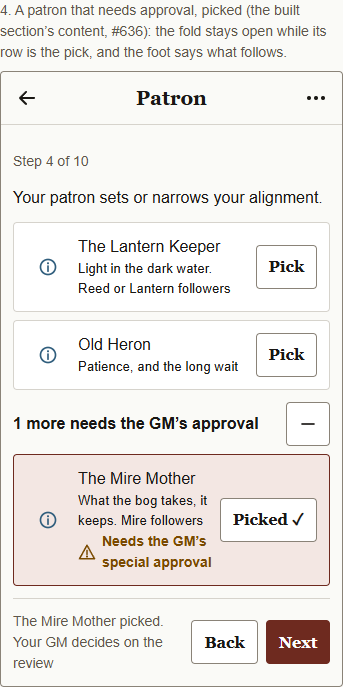 4. A patron that needs approval, picked (the built
section’s content, #636): the fold stays open while its
row is the pick, and the foot says what follows.
Patron
Step 4 of 10
Your patron sets or narrows your alignment.
The Lantern Keeper
Light in the dark water.
Reed or Lantern followers
Pick
Old Heron
Patience, and the long wait
Pick
1 more needs the GM’s approval
The Mire Mother
What the bog takes, it
keeps. Mire followers
Needs the GM’s
special approval
Picked ✓
The Mire Mother picked.
Your GM decides on the
review
Back
Next